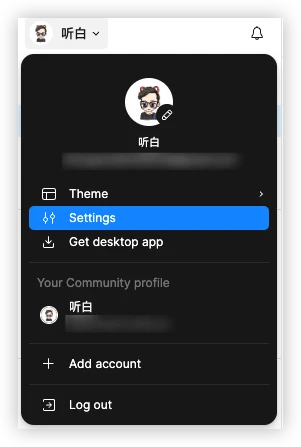 听白
听白
Theme
Settings
Get desktop app
Your Community profile
听白
Add account
Log out